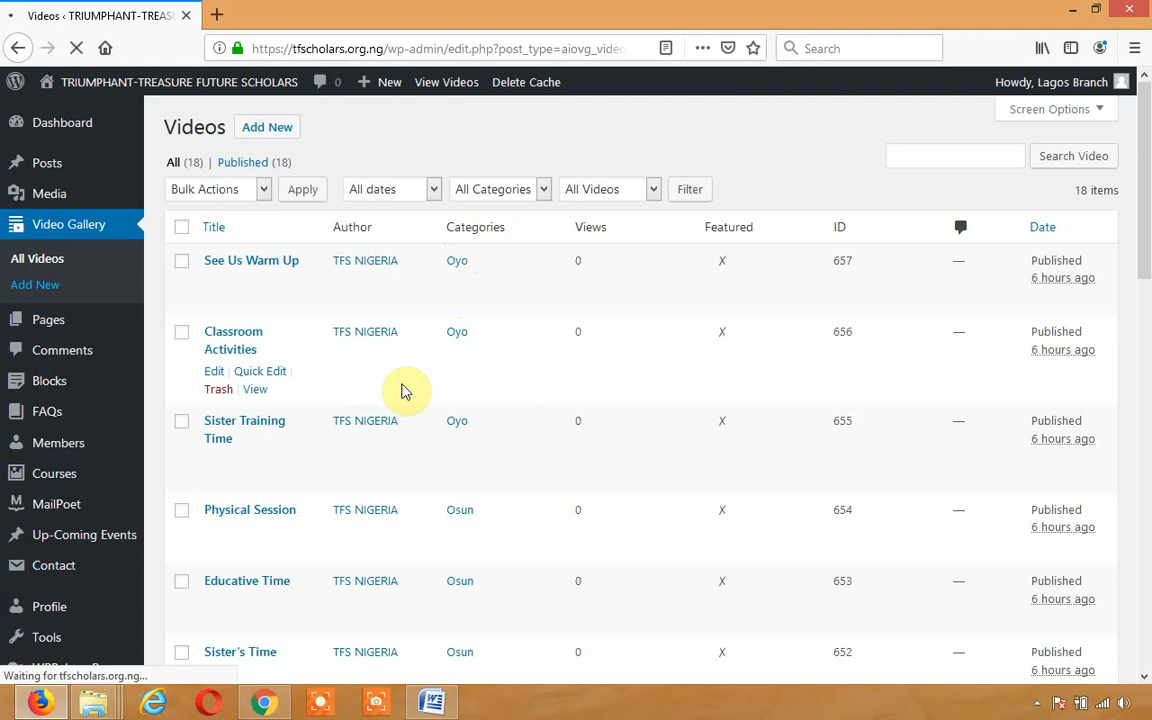 Videos ‹ TRIUMPHANT-TREAS
https://tfscholars.org.ng/wp-admin/edit.php?post_type=aiovg_video
Search
TRIUMPHANT-TREASURE FUTURE SCHOLARS 0 New View Videos Delete Cache Howdy, Lagos Branch
Screen Options
Dashboard
Posts
Media
Video Gallery
All Videos
Add New
Pages
Comments
Blocks
FAQs
Members
Courses
MailPoet
Up-Coming Events
Contact
Profile
Tools
Videos Add New
All (18) | Published (18)
Search Video
Bulk Actions Apply All dates All Categories All Videos Filter 18 items
Title Author Categories Views Featured ID Date
See Us Warm Up TFS NIGERIA Oyo 0 ✗ 657 — Published
6 hours ago
Classroom TFS NIGERIA Oyo 0 ✗ 656 — Published
Activities 6 hours ago
Edit | Quick Edit |
Trash | View
Sister Training TFS NIGERIA Oyo 0 ✗ 655 — Published
Time 6 hours ago
Physical Session TFS NIGERIA Osun 0 ✗ 654 — Published
6 hours ago
Educative Time TFS NIGERIA Osun 0 ✗ 653 — Published
6 hours ago
Sister’s Time TFS NIGERIA Osun 0 ✗ 652 — Published
6 hours ago
Waiting for tfscholars.org.ng...